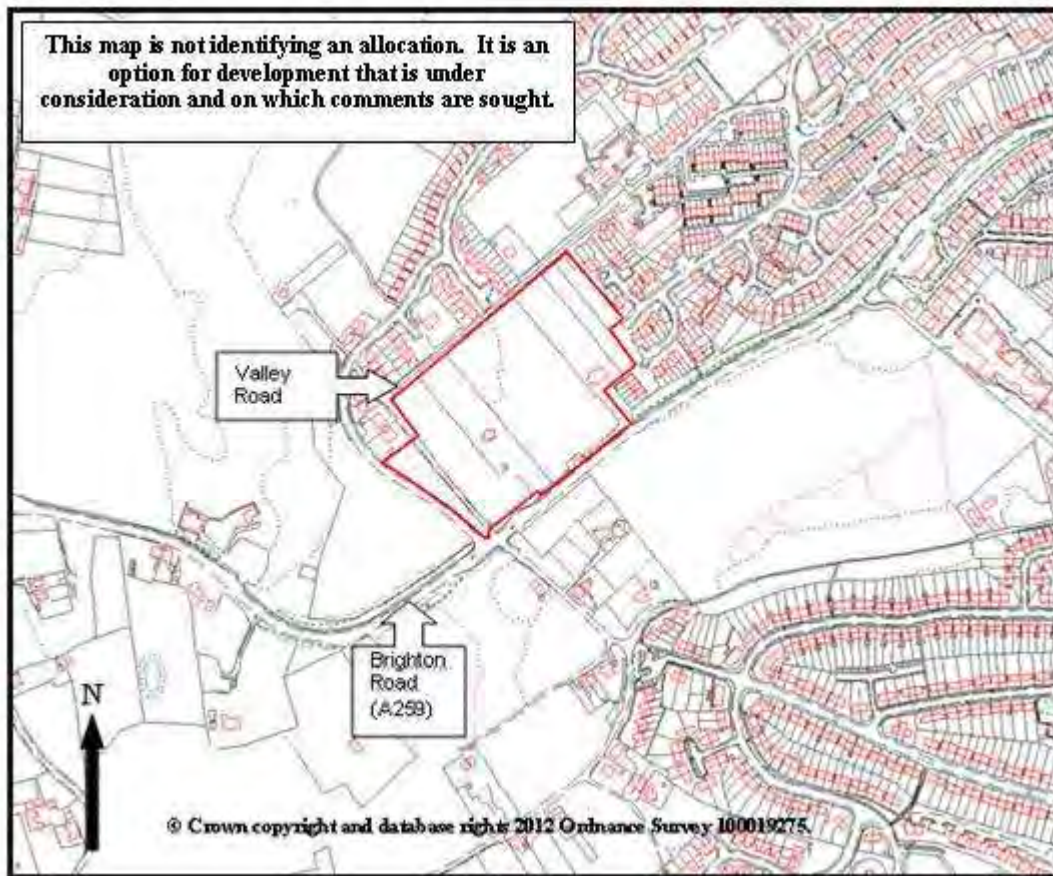 This map is not identifying an allocation. It is an
option for development that is under
consideration and on which comments are sought.
Valley
Road
Brighton
Road
(A259)
N
© Crown copyright and database rights 2012 Ordnance Survey 100019275.